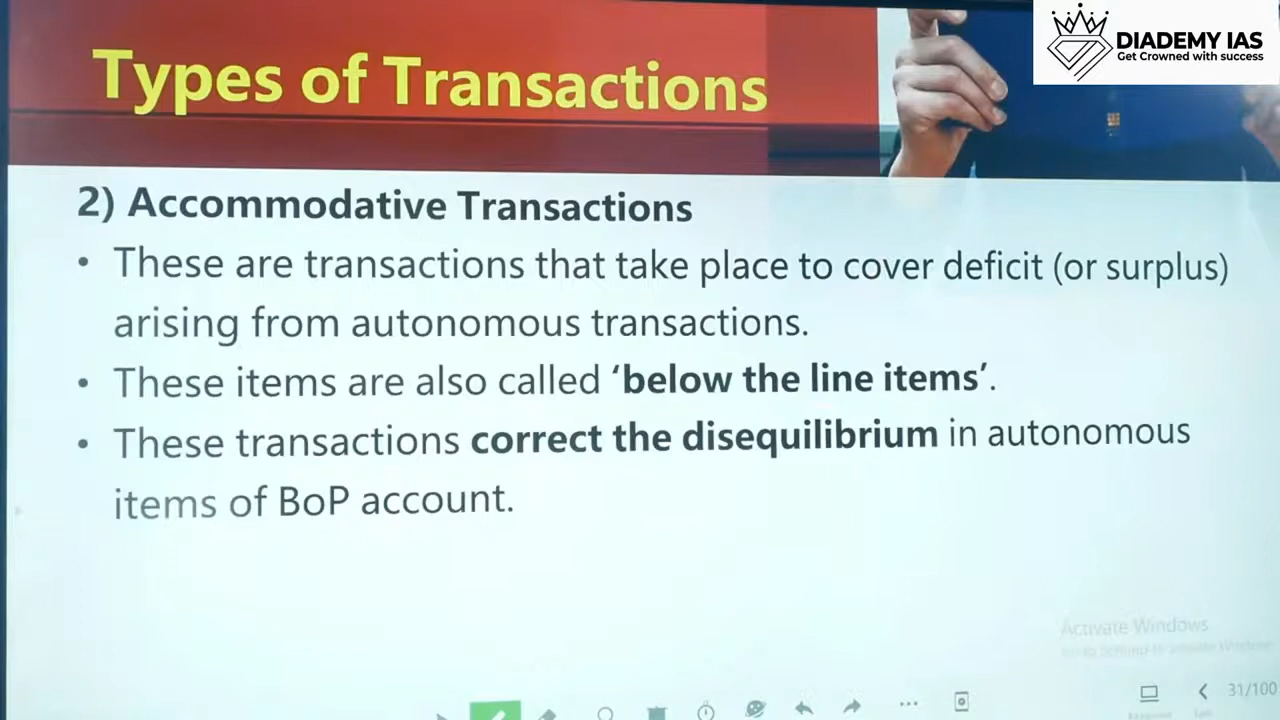 DIADEMY IAS
Get Crowned with success
Types of Transactions
2) Accommodative Transactions
• These are transactions that take place to cover deficit (or surplus)
arising from autonomous transactions.
• These items are also called ‘below the line items’.
• These transactions correct the disequilibrium in autonomous
items of BoP account.
Activate Windows
31/100